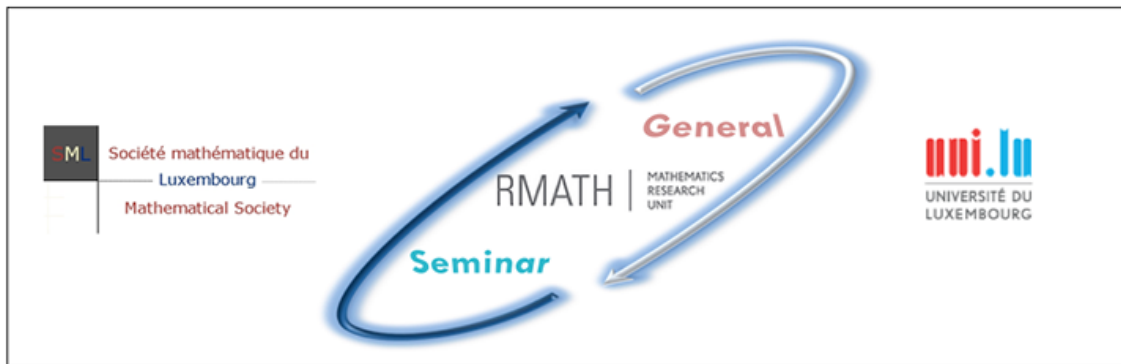 SML
Société mathématique du
Luxembourg
Mathematical Society
General
RMATH
MATHEMATICS
RESEARCH
UNIT
Seminar
uni.lu
UNIVERSITÉ DU
LUXEMBOURG